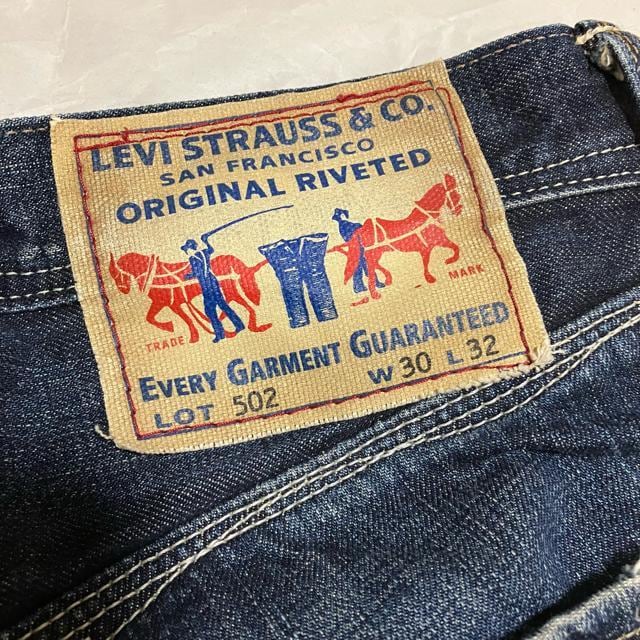 LEVI STRAUSS & CO.
SAN FRANCISCO
ORIGINAL RIVETED
TRADE MARK
EVERY GARMENT GUARANTEED
LOT 502 W 30 L 32